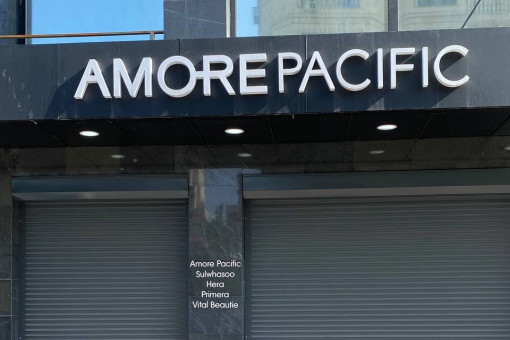 AMOREPACIFIC
Amore Pacific
Sulwhasoo
Hera
Primera
Vital Beautie